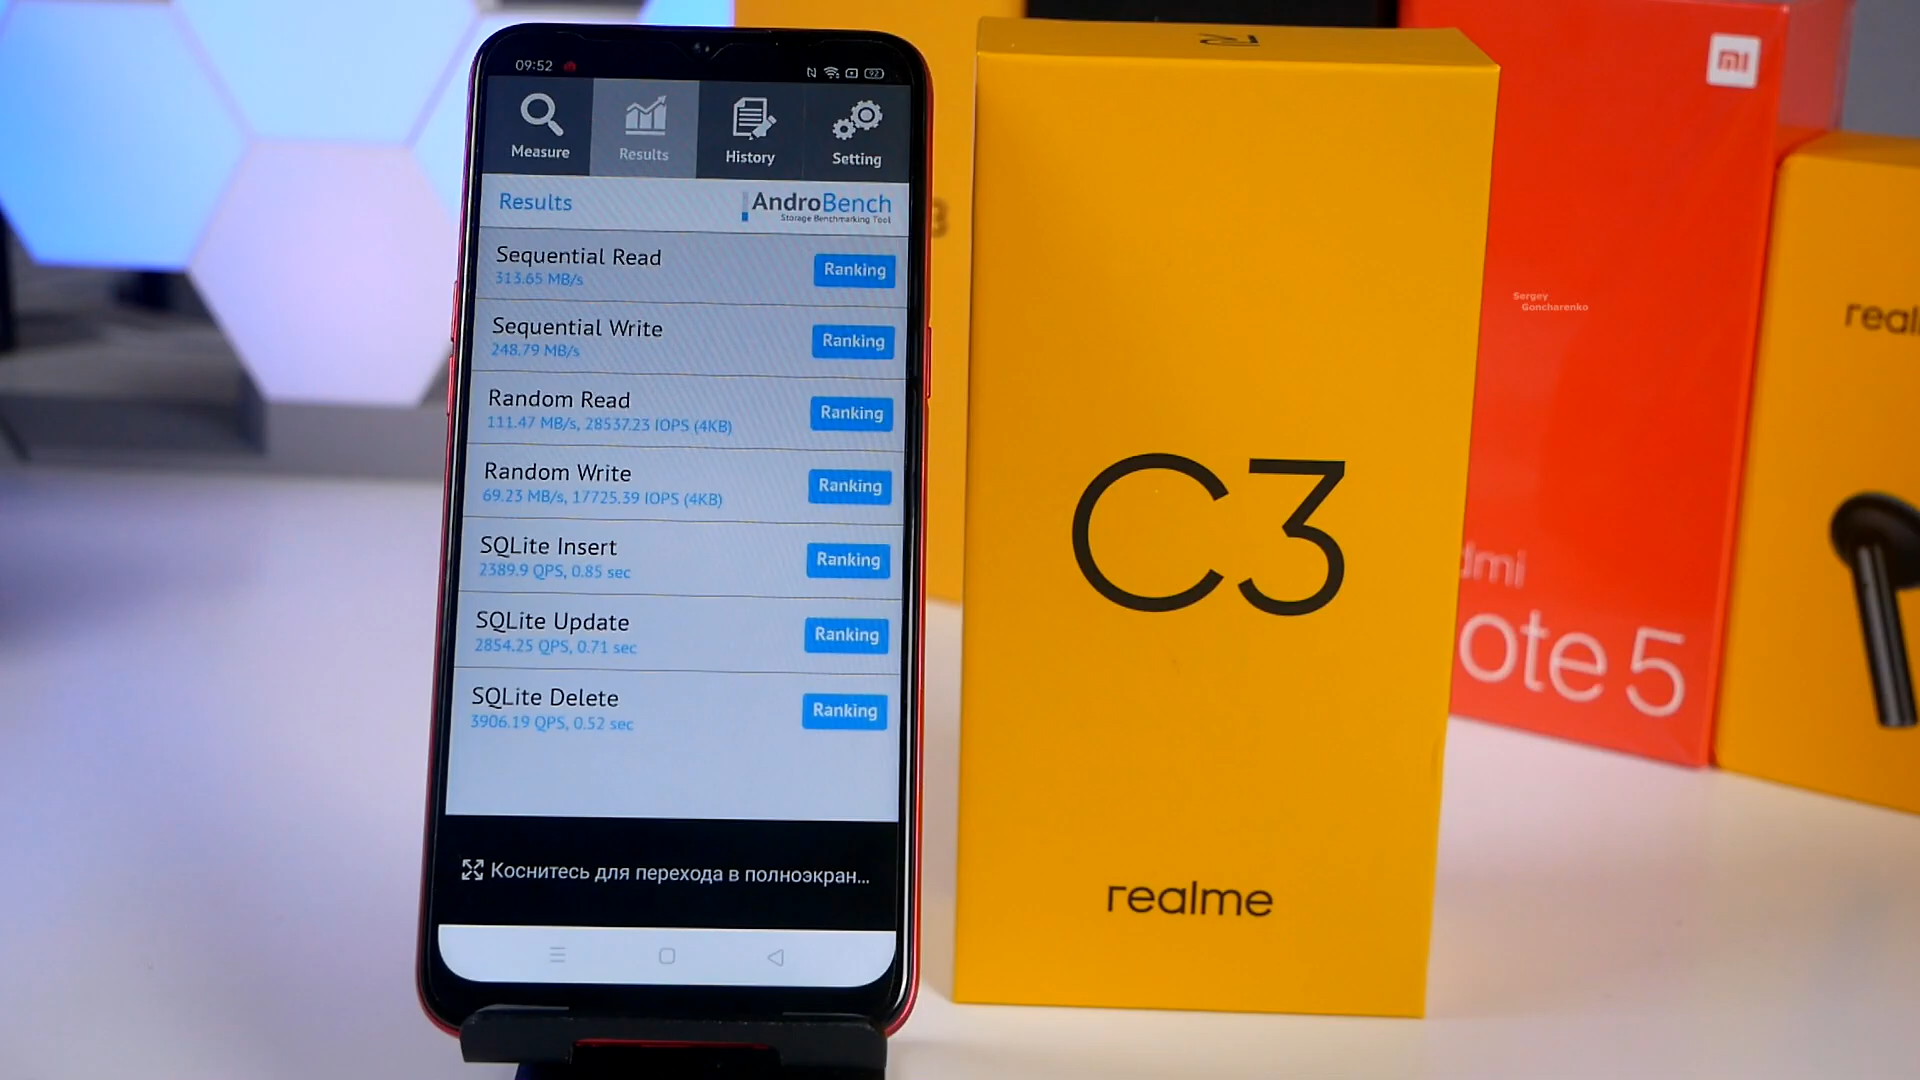 09:52
92
Measure
Results
History
Setting
Results
AndroBench
Storage Benchmarking Tool
Sequential Read
313.65 MB/s
Ranking
Sequential Write
248.79 MB/s
Ranking
Random Read
111.47 MB/s, 28537.23 IOPS (4KB)
Ranking
Random Write
69.23 MB/s, 17725.39 IOPS (4KB)
Ranking
SQLite Insert
2389.9 QPS, 0.85 sec
Ranking
SQLite Update
2854.25 QPS, 0.71 sec
Ranking
SQLite Delete
3906.19 QPS, 0.52 sec
Ranking
Коснитесь для перехода в полноэкран...
3
C3
realme
MI
Sergey
Goncharenko
dmi
ote 5
real